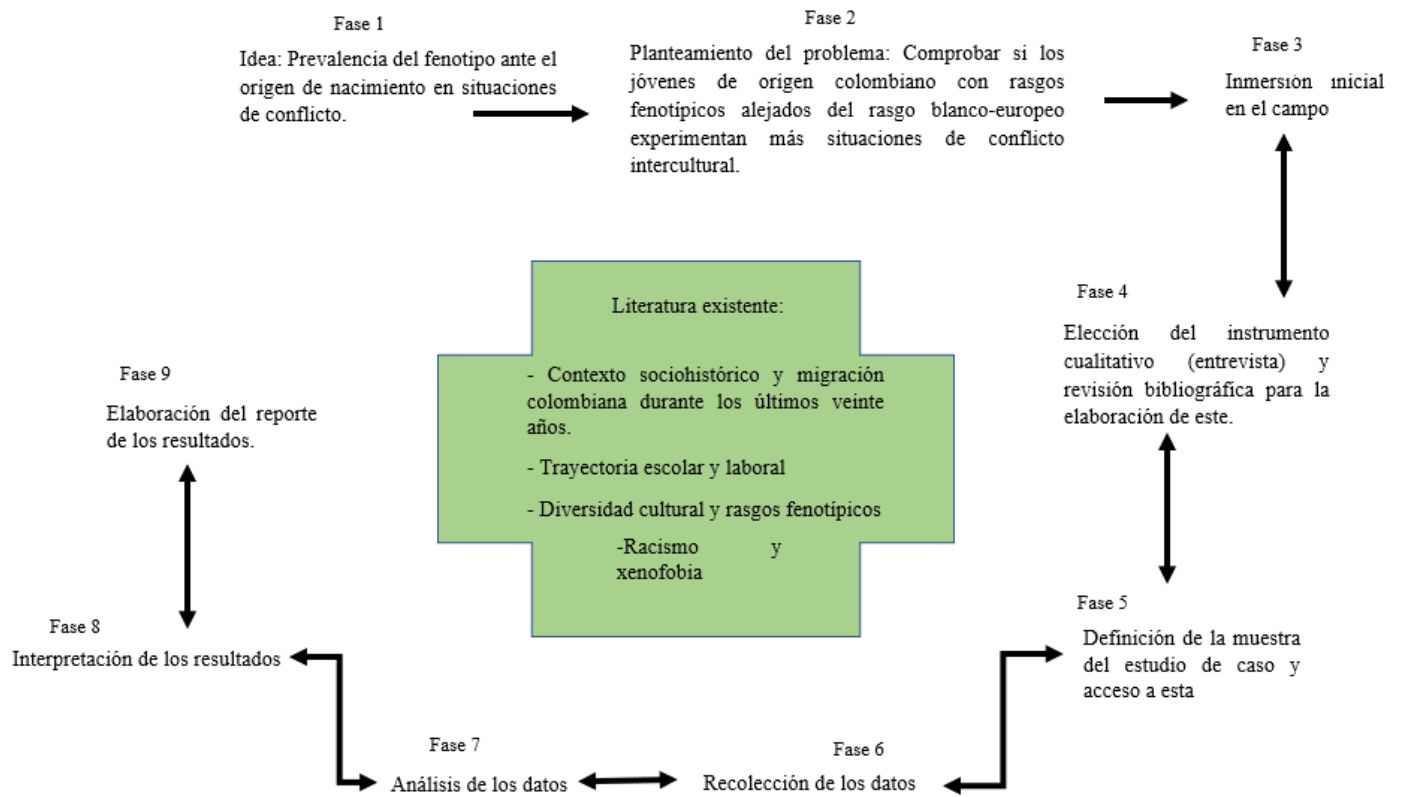 Fase 1
Idea: Prevalencia del fenotipo ante el
origen de nacimiento en situaciones
de conflicto.
Fase 2
Planteamiento del problema: Comprobar si los
jóvenes de origen colombiano con rasgos
fenotípicos alejados del rasgo blanco-europeo
experimentan más situaciones de conflicto
intercultural.
Fase 3
Inmersión inicial
en el campo
Fase 4
Elección del instrumento
cualitativo (entrevista) y
revisión bibliográfica para la
elaboración de este.
Fase 5
Definición de la muestra
del estudio de caso y
acceso a esta
Fase 6
Recolección de los datos
Fase 7
Análisis de los datos
Fase 8
Interpretación de los resultados
Fase 9
Elaboración del reporte
de los resultados.
Literatura existente:
- Contexto sociohistórico y migración
colombiana durante los últimos veinte
años.
- Trayectoria escolar y laboral
- Diversidad cultural y rasgos fenotípicos
-Racismo y
xenofobia